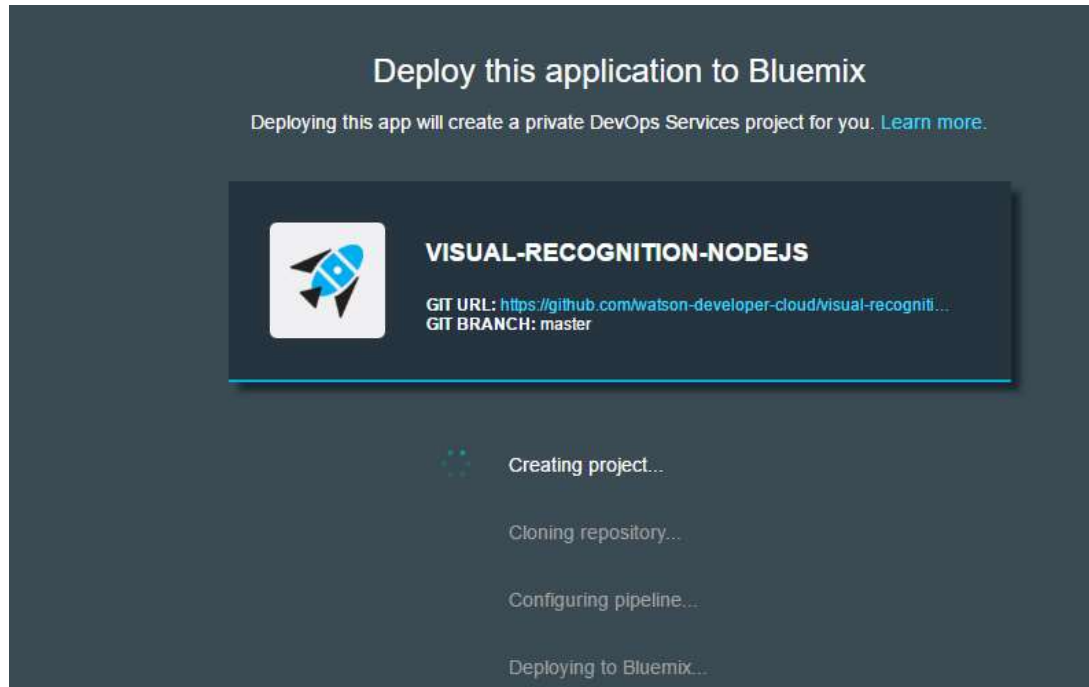 Deploy this application to Bluemix
Deploying this app will create a private DevOps Services project for you. Learn more.
VISUAL-RECOGNITION-NODEJS
GIT URL: https://github.com/watson-developer-cloud/visual-recogniti...
GIT BRANCH: master
Creating project...
Cloning repository...
Configuring pipeline...
Deploying to Bluemix...